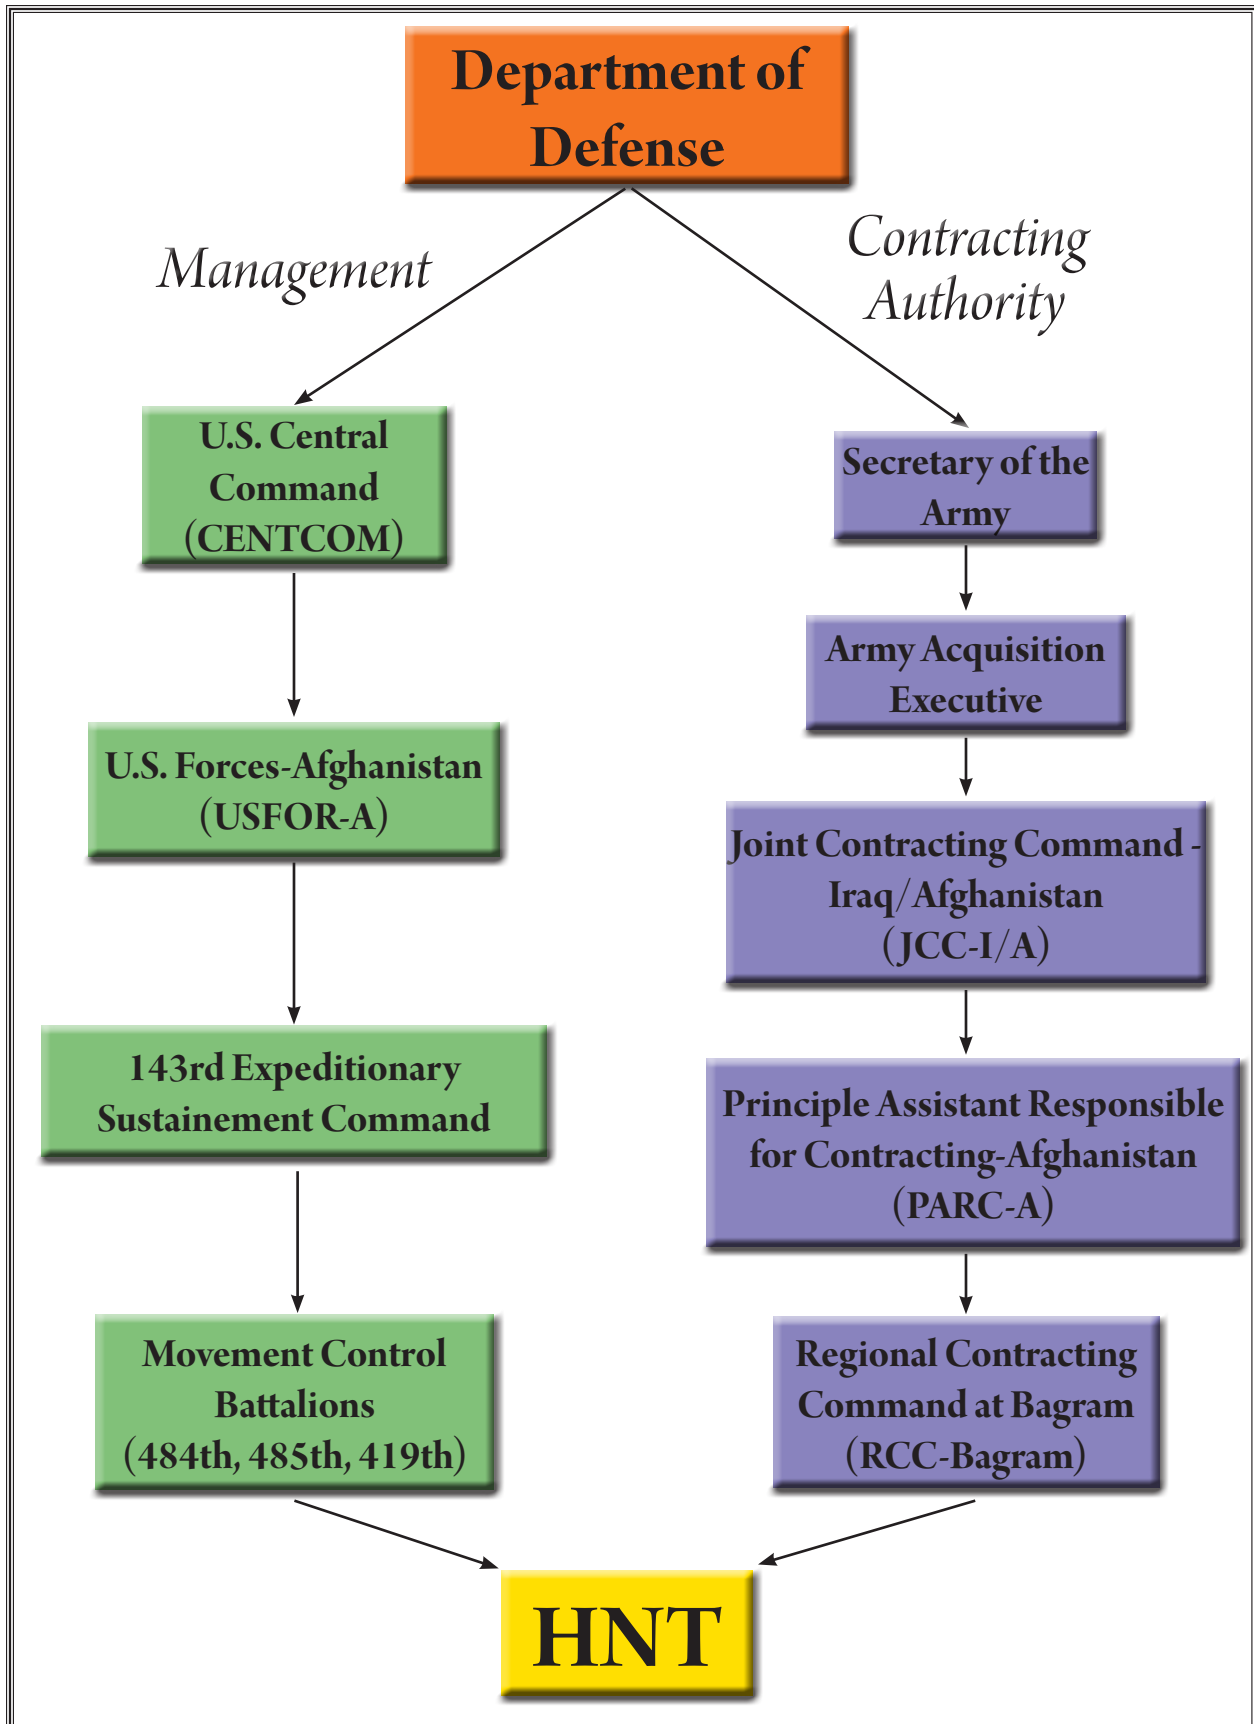 Department of
Defense
Management
Contracting
Authority
U.S. Central
Command
(CENTCOM)
U.S. Forces-Afghanistan
(USFOR-A)
143rd Expeditionary
Sustainement Command
Movement Control
Battalions
(484th, 485th, 419th)
Secretary of the
Army
Army Acquisition
Executive
Joint Contracting Command -
Iraq/Afghanistan
(JCC-I/A)
Principle Assistant Responsible
for Contracting-Afghanistan
(PARC-A)
Regional Contracting
Command at Bagram
(RCC-Bagram)
HNT